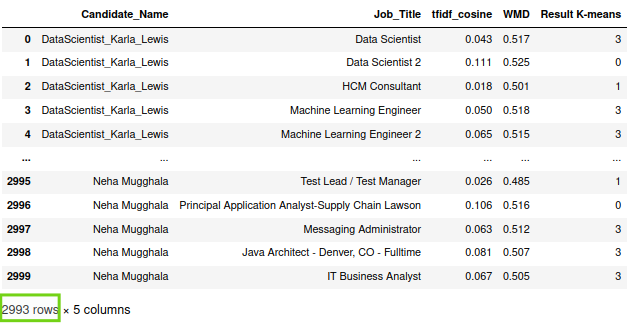 Candidate_Name Job_Title tfidf_cosine WMD Result K-means
0 DataScientist_Karla_Lewis Data Scientist 0.043 0.517 3
1 DataScientist_Karla_Lewis Data Scientist 2 0.111 0.525 0
2 DataScientist_Karla_Lewis HCM Consultant 0.018 0.501 1
3 DataScientist_Karla_Lewis Machine Learning Engineer 0.050 0.518 3
4 DataScientist_Karla_Lewis Machine Learning Engineer 2 0.065 0.515 3
... ... ... ... ... ...
2995 Neha Mugghala Test Lead / Test Manager 0.026 0.485 1
2996 Neha Mugghala Principal Application Analyst-Supply Chain Lawson 0.106 0.516 0
2997 Neha Mugghala Messaging Administrator 0.063 0.512 3
2998 Neha Mugghala Java Architect - Denver, CO - Fulltime 0.081 0.507 3
2999 Neha Mugghala IT Business Analyst 0.067 0.505 3
2993 rows × 5 columns